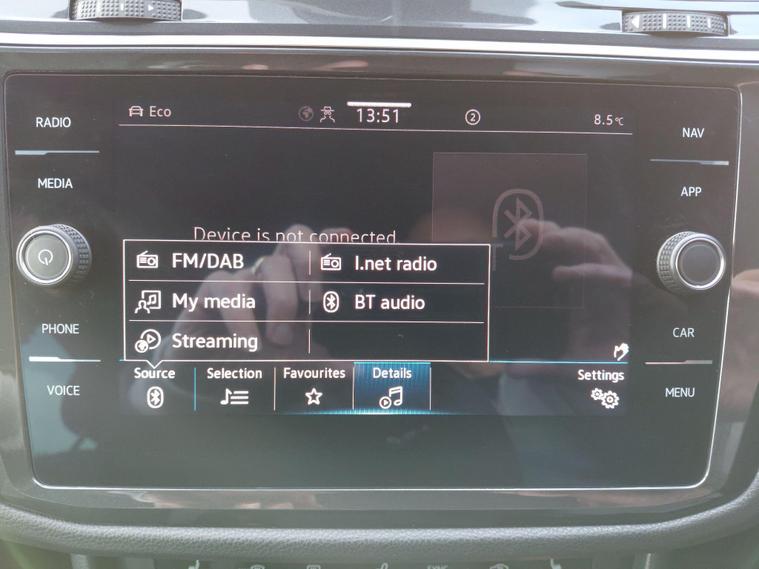 RADIO
MEDIA
PHONE
VOICE
Eco
13:51
2
8.5°C
Device is not connected.
FM/DAB
I.net radio
My media
BT audio
Streaming
Source
Selection
Favourites
Details
Settings
NAV
APP
CAR
MENU